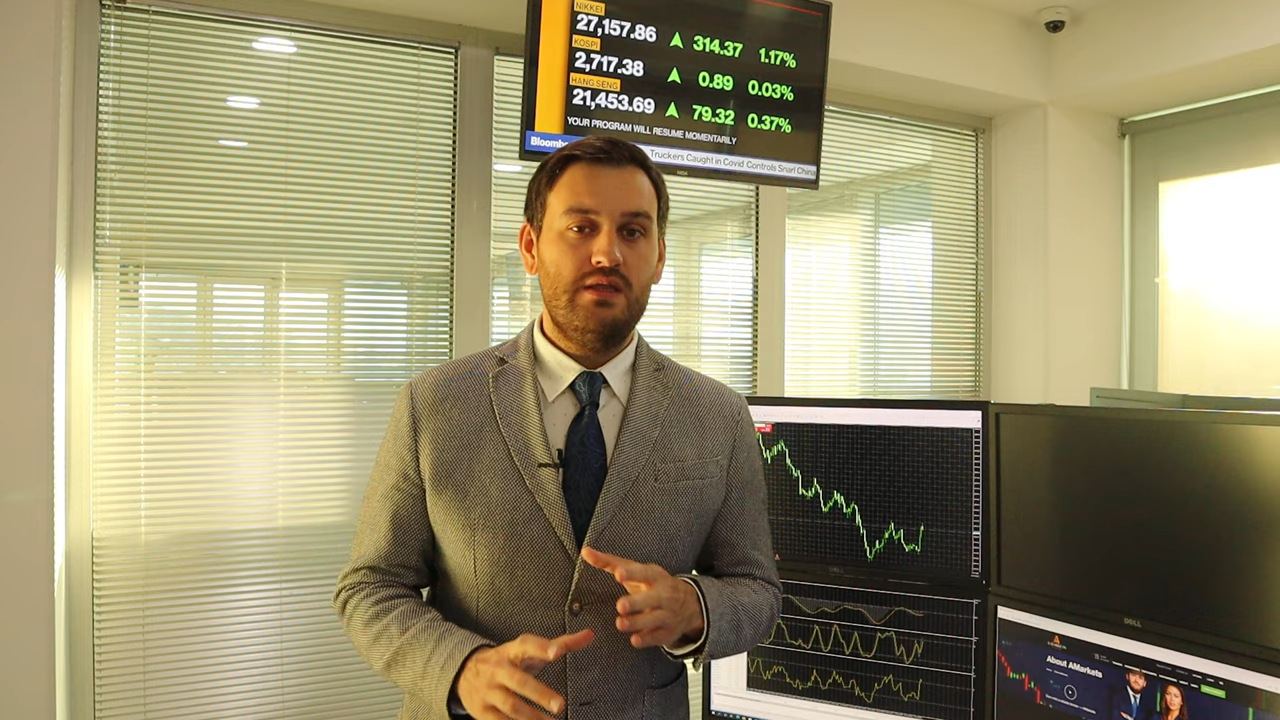 NIKKEI
27,157.86 314.37 1.17%
KOSPI
2,717.38 0.89 0.03%
HANG SENG
21,453.69 79.32 0.37%
YOUR PROGRAM WILL RESUME MOMENTARILY
Truckers Caught in Covid Controls Snarl China
DELL
DELL
About AMarkets